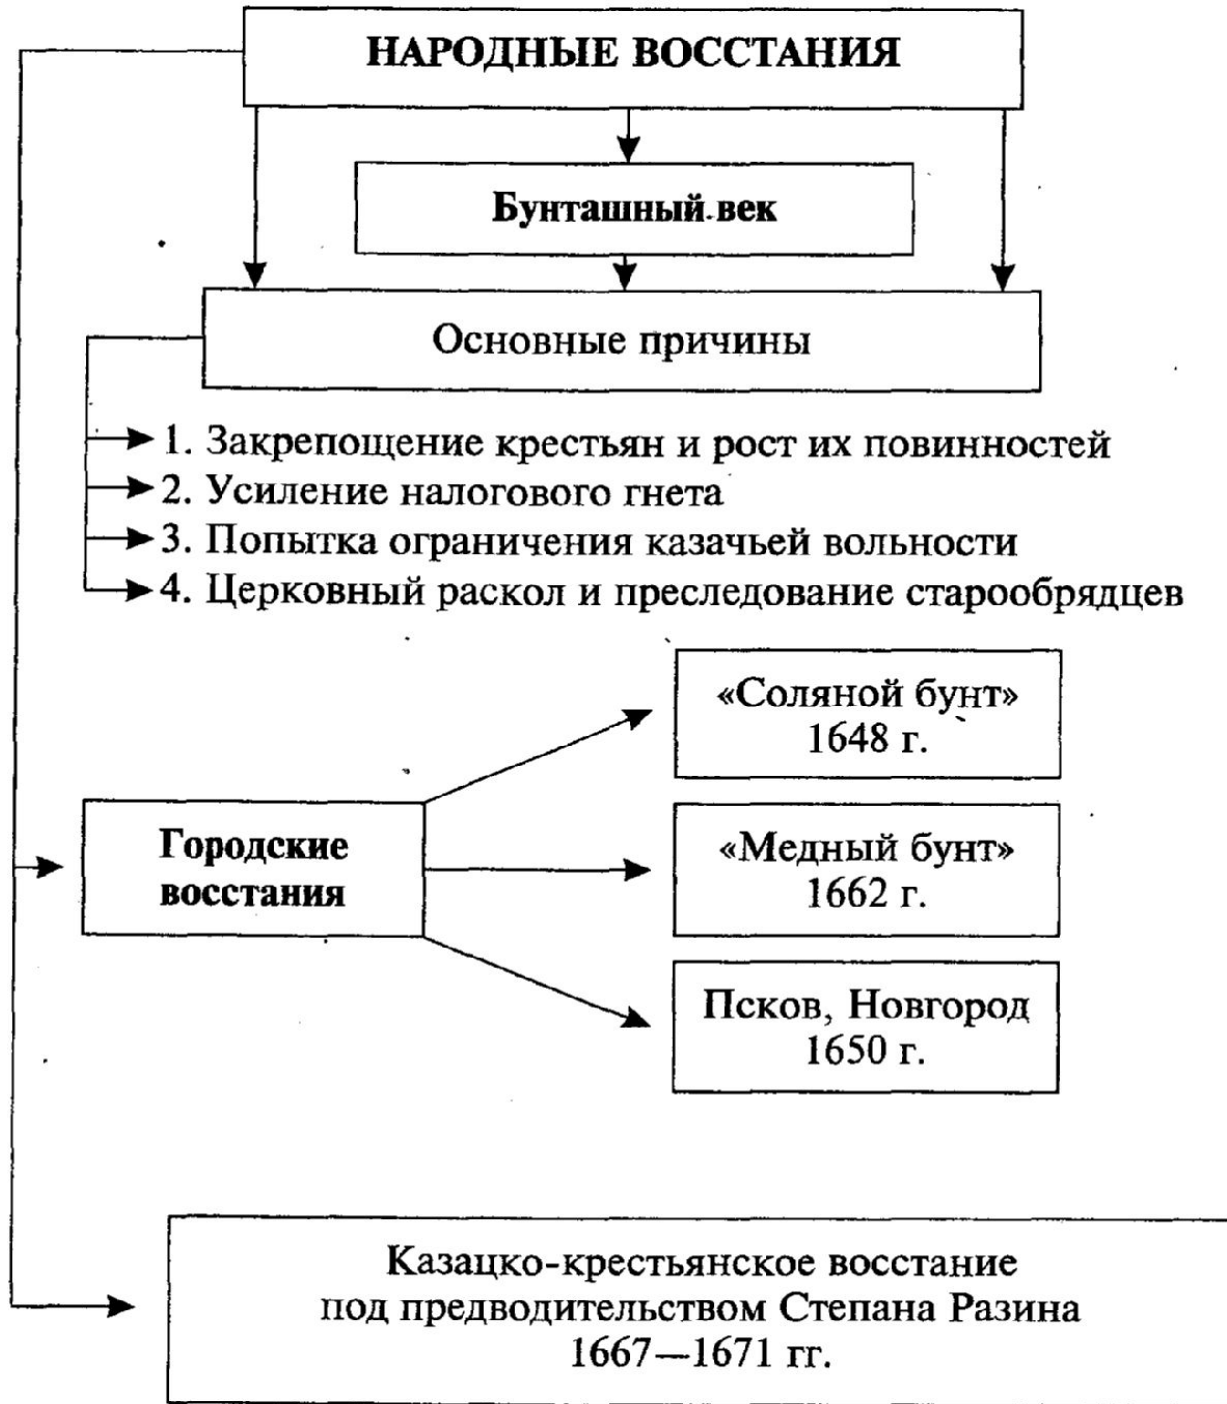 НАРОДНЫЕ ВОССТАНИЯ
Бунташный век
Основные причины
1. Закрепощение крестьян и рост их повинностей
2. Усиление налогового гнета
3. Попытка ограничения казачьей вольности
4. Церковный раскол и преследование старообрядцев
«Соляной бунт»
1648 г.
Городские
восстания
«Медный бунт»
1662 г.
Псков, Новгород
1650 г.
Казацко-крестьянское восстание
под предводительством Степана Разина
1667—1671 гг.